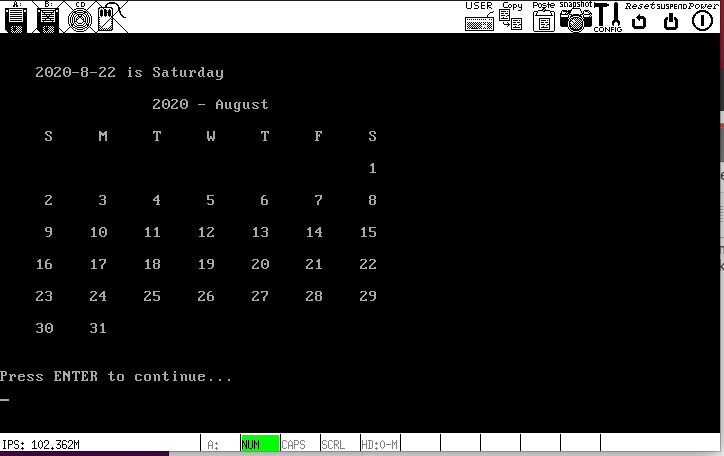 A: B: CD USER Copy Paste snapshot CONFIG Reset SUSPEND Power
2020-8-22 is Saturday
2020 - August
S M T W T F S
1
2 3 4 5 6 7 8
9 10 11 12 13 14 15
16 17 18 19 20 21 22
23 24 25 26 27 28 29
30 31
Press ENTER to continue...
_
IPS: 102.362M A: NUM CAPS SCRL HD:0-M